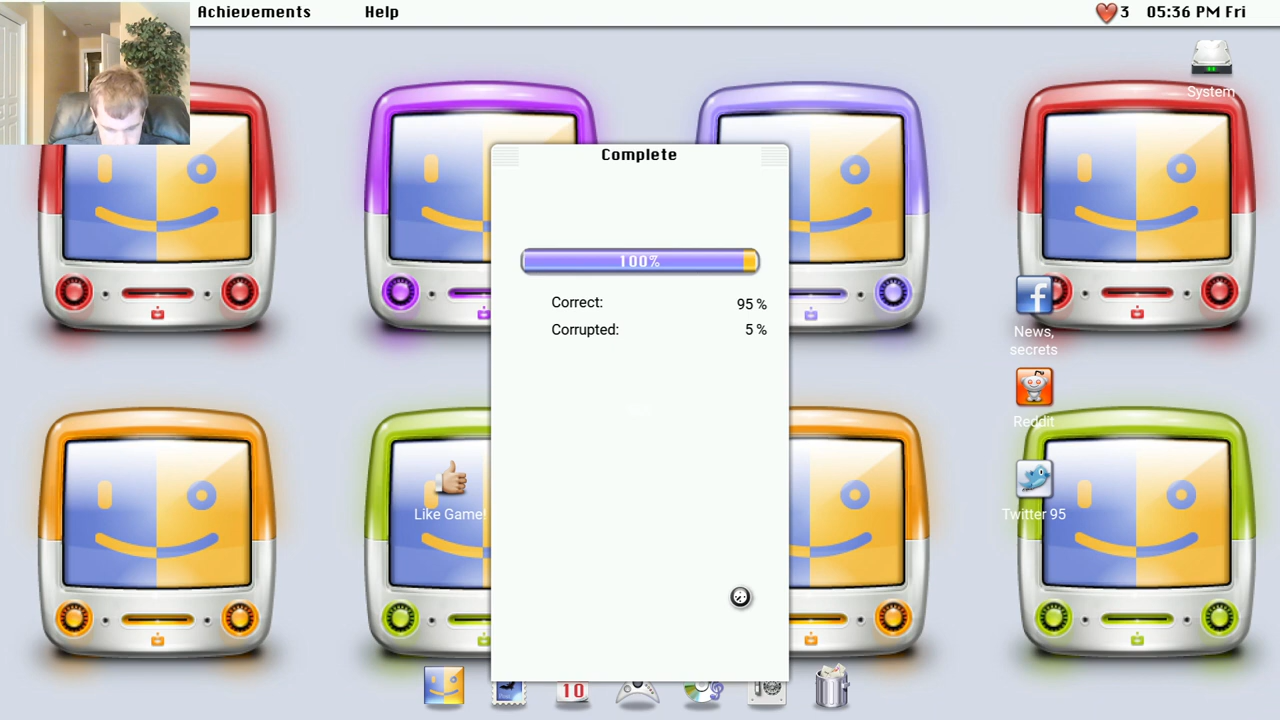 Achievements Help 3 05:36 PM Fri
System
Complete
100%
Correct: 95 %
Corrupted: 5 %
News,
secrets
Reddit
Like Game!
Twitter 95
10